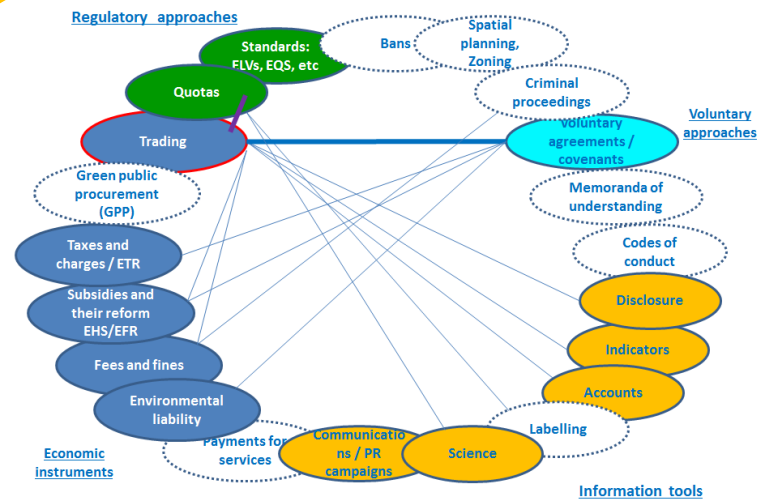 Regulatory approaches
Standards:
ELVs, EQS, etc
Bans
Spatial
planning,
Zoning
Quotas
Criminal
proceedings
Trading
Voluntary
agreements /
covenants
Voluntary
approaches
Green public
procurement
(GPP)
Memoranda of
understanding
Taxes and
charges / ETR
Codes of
conduct
Subsidies and
their reform
EHS/EFR
Disclosure
Fees and fines
Indicators
Environmental
liability
Accounts
Payments for
services
Communicatio
ns / PR
campaigns
Science
Labelling
Economic
instruments
Information tools